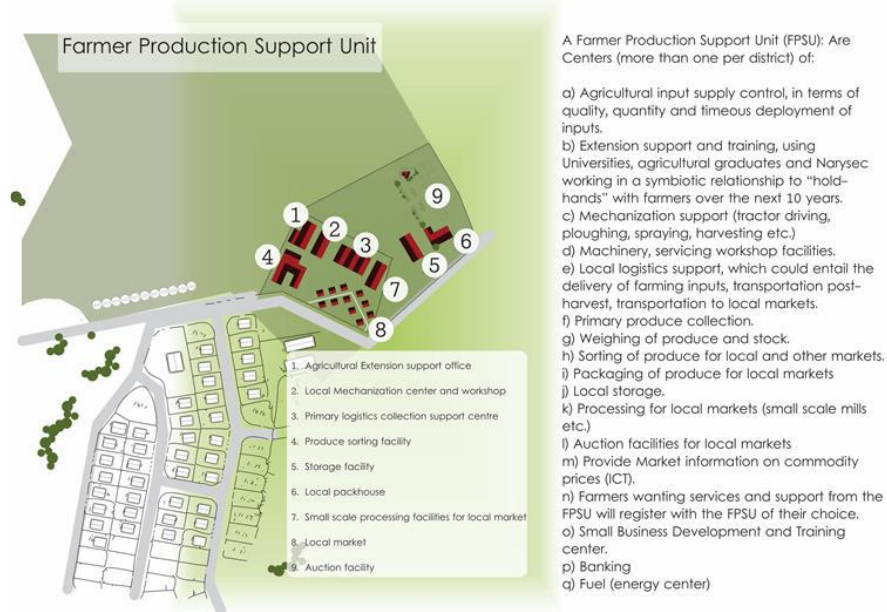 Farmer Production Support Unit
1
2
3
4
5
6
7
8
9
1. Agricultural Extension support office
2. Local Mechanization center and workshop
3. Primary logistics collection support centre
4. Produce sorting facility
5. Storage facility
6. Local packhouse
7. Small scale processing facilities for local market
8. Local market
9. Auction facility
A Farmer Production Support Unit (FPSU): Are
Centers (more than one per district) of:
a) Agricultural input supply control, in terms of
quality, quantity and timeous deployment of
inputs.
b) Extension support and training, using
Universities, agricultural graduates and Narysec
working in a symbiotic relationship to “hold-
hands” with farmers over the next 10 years.
c) Mechanization support (tractor driving,
ploughing, spraying, harvesting etc.)
d) Machinery, servicing workshop facilities.
e) Local logistics support, which could entail the
delivery of farming inputs, transportation post-
harvest, transportation to local markets.
f) Primary produce collection.
g) Weighing of produce and stock.
h) Sorting of produce for local and other markets.
i) Packaging of produce for local markets
j) Local storage.
k) Processing for local markets (small scale mills
etc.)
l) Auction facilities for local markets
m) Provide Market information on commodity
prices (ICT).
n) Farmers wanting services and support from the
FPSU will register with the FPSU of their choice.
o) Small Business Development and Training
center.
p) Banking
q) Fuel (energy center)